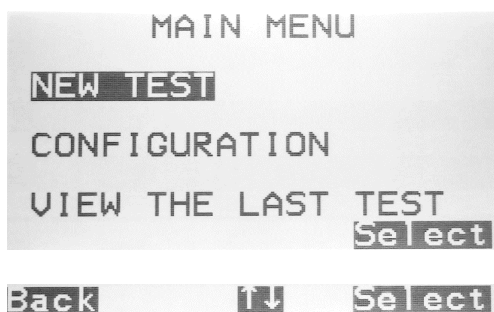 MAIN MENU
NEW TEST
CONFIGURATION
VIEW THE LAST TEST
Select
Back ↑↓ Select